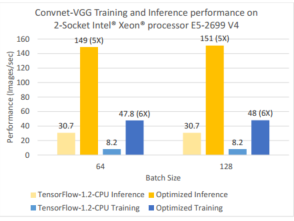 Convnet-VGG Training and Inference performance on
2-Socket Intel® Xeon® processor E5-2699 V4
Performance (Images/sec)
160
140
120
100
80
60
40
20
0
30.7
149 (5X)
8.2
47.8 (6X)
30.7
151 (5X)
8.2
48 (6X)
64
128
Batch Size
TensorFlow-1.2-CPU Inference
Optimized Inference
TensorFlow-1.2-CPU Training
Optimized Training